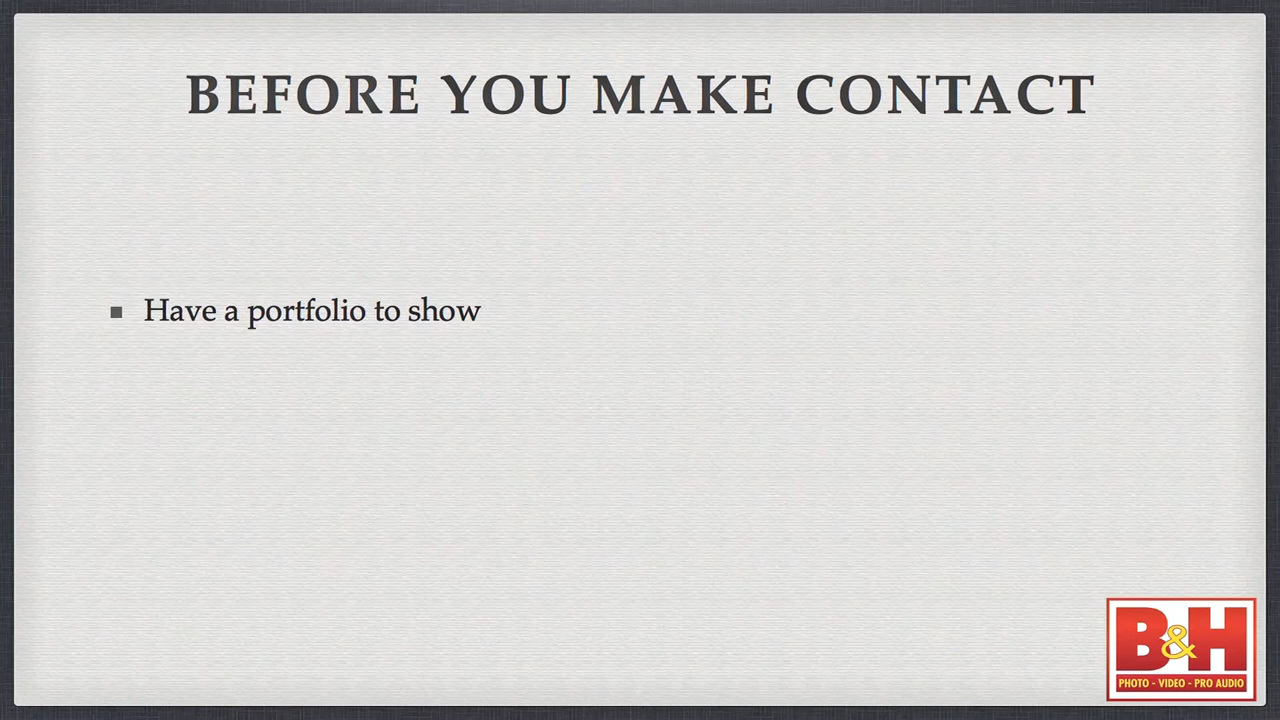 BEFORE YOU MAKE CONTACT
Have a portfolio to show
B&H
PHOTO - VIDEO - PRO AUDIO